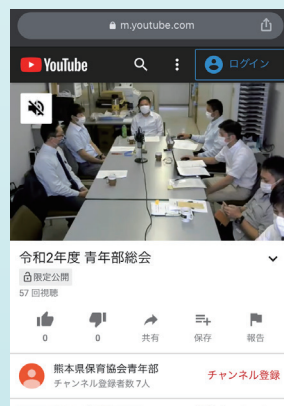 m.youtube.com
YouTube
ログイン
令和2年度 青年部総会
限定公開
57 回視聴
0
0
共有
保存
報告
熊本県保育協会青年部
チャンネル登録者数 7人
チャンネル登録